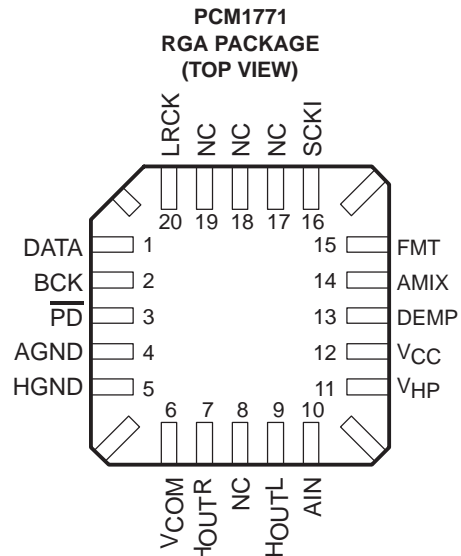 PCM1771
RGA PACKAGE
(TOP VIEW)
LRCK
NC
NC
NC
SCKI
20
19
18
17
16
DATA 1
BCK 2
PD 3
AGND 4
HGND 5
15 FMT
14 AMIX
13 DEMP
12 VCC
11 VHP
6
7
8
9
10
VCOM
HOUTR
NC
HOUTL
AIN